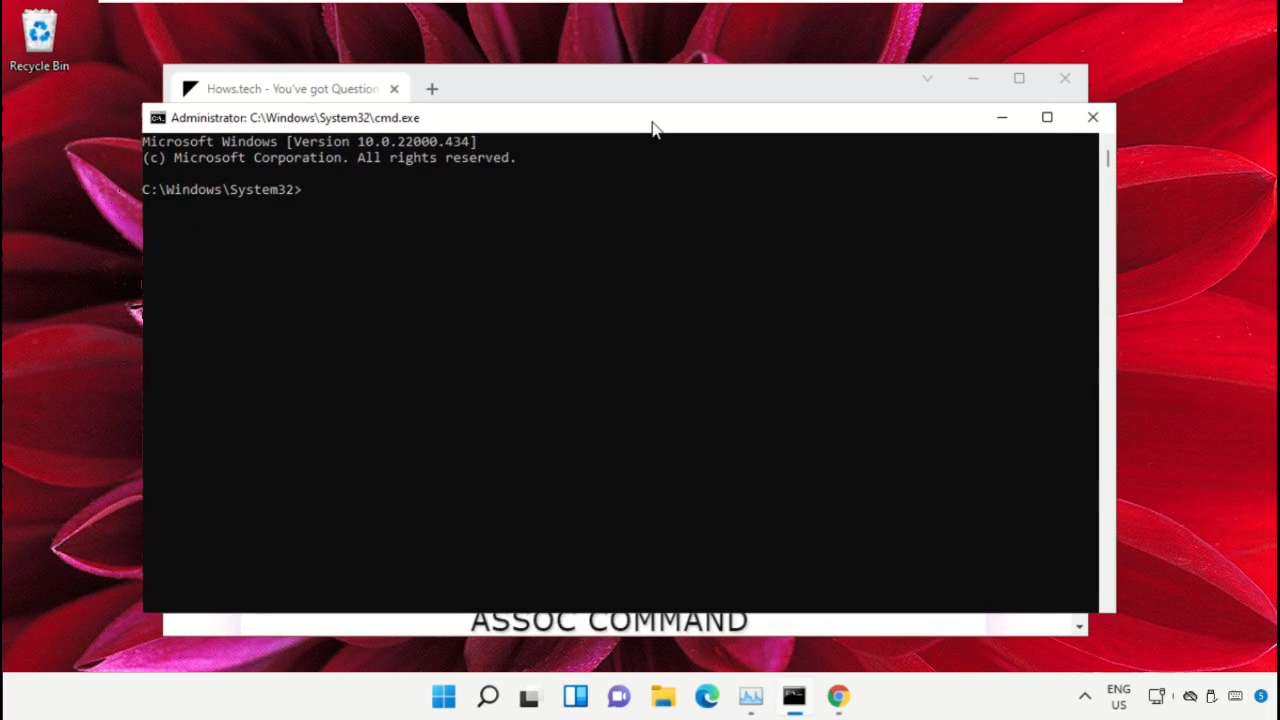 Recycle Bin
Hows.tech - You've got Question
Administrator: C:\Windows\System32\cmd.exe
Microsoft Windows [Version 10.0.22000.434]
(c) Microsoft Corporation. All rights reserved.
C:\Windows\System32>
ASSOC COMMAND
ENG
US
5